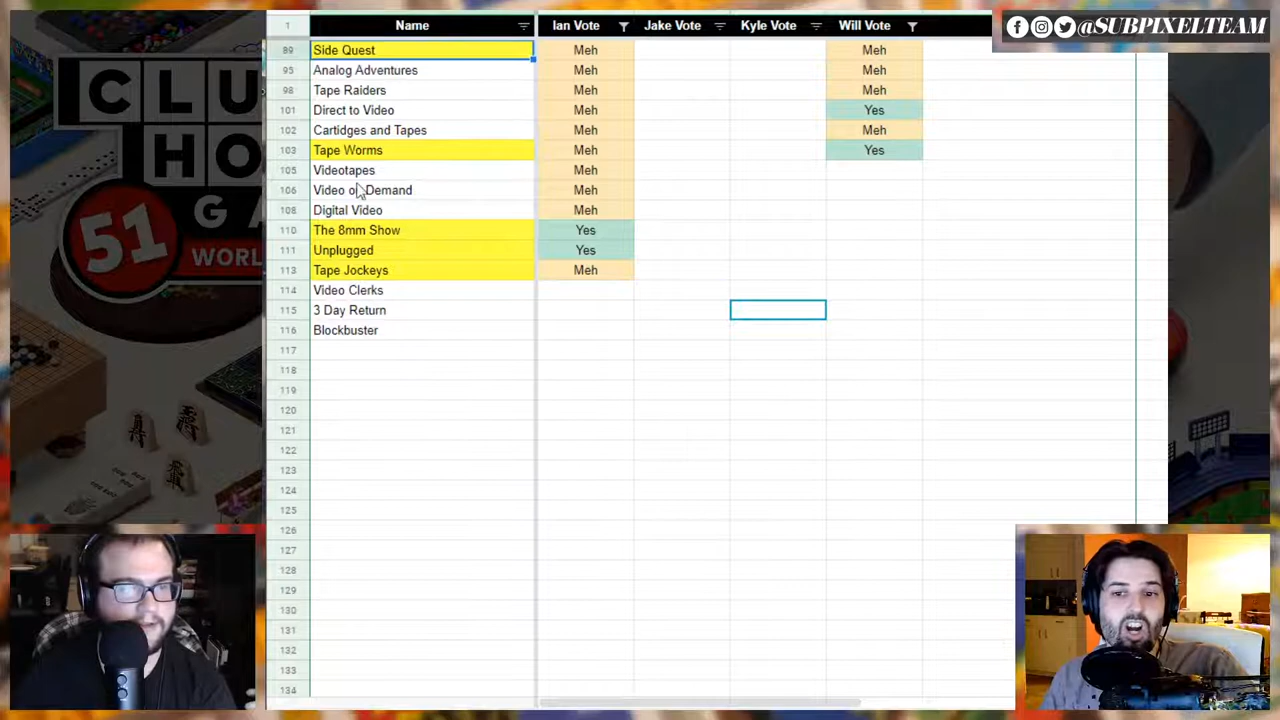 @SUBPIXELTEAM
1 Name Ian Vote Jake Vote Kyle Vote Will Vote
89 Side Quest Meh Meh
95 Analog Adventures Meh Meh
98 Tape Raiders Meh Meh
101 Direct to Video Meh Yes
102 Cartidges and Tapes Meh Meh
103 Tape Worms Meh Yes
105 Videotapes Meh
106 Video on Demand Meh
108 Digital Video Meh
110 The 8mm Show Yes
111 Unplugged Yes
113 Tape Jockeys Meh
114 Video Clerks
115 3 Day Return
116 Blockbuster
117
118
119
120
121
122
123
124
125
126
127
128
129
130
131
132
133
134
CLU
HO
51
GA
WORL